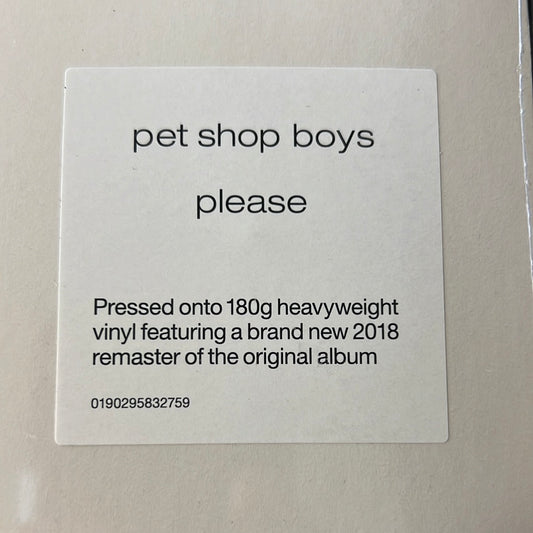 pet shop boys
please
Pressed onto 180g heavyweight
vinyl featuring a brand new 2018
remaster of the original album
0190295832759